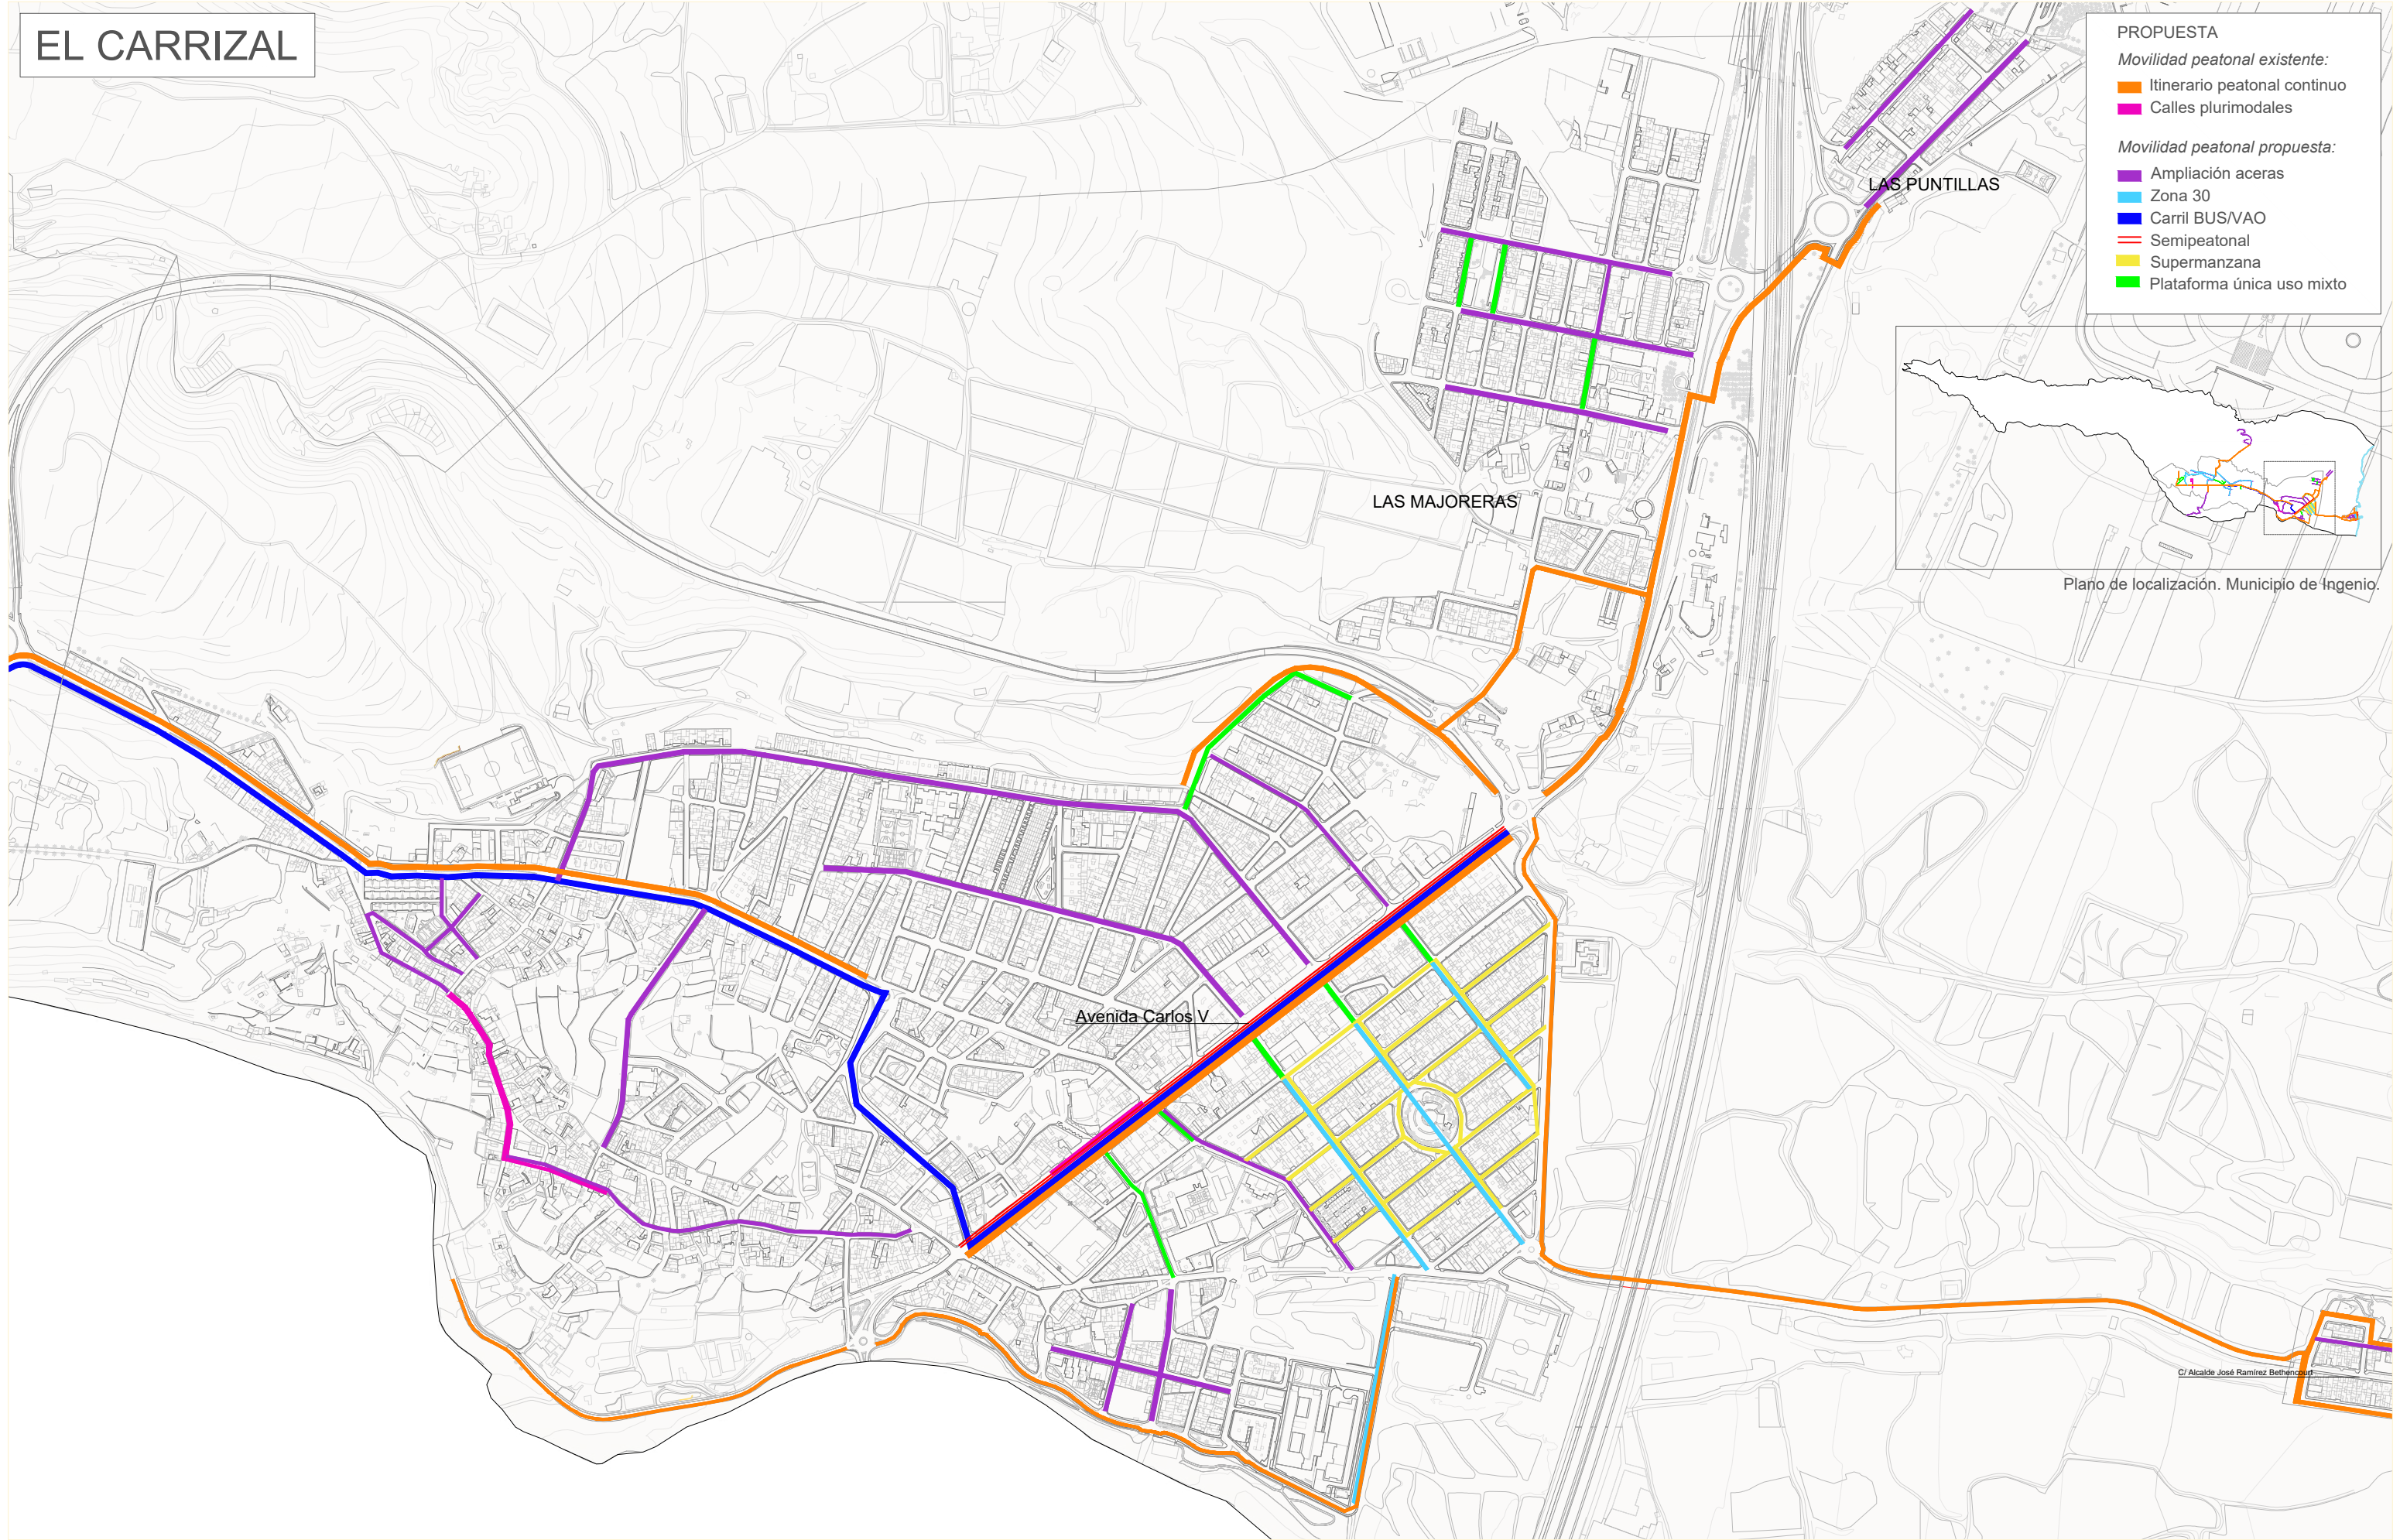 EL CARRIZAL
PROPUESTA
Movilidad peatonal existente:
Itinerario peatonal continuo
Calles plurimodales
Movilidad peatonal propuesta:
Ampliación aceras
Zona 30
Carril BUS/VAO
Semipeatonal
Supermanzana
Plataforma única uso mixto
LAS PUNTILLAS
LAS MAJORERAS
Plano de localización. Municipio de Ingenio.
Avenida Carlos V
C/ Alcalde José Ramírez Bethencourt